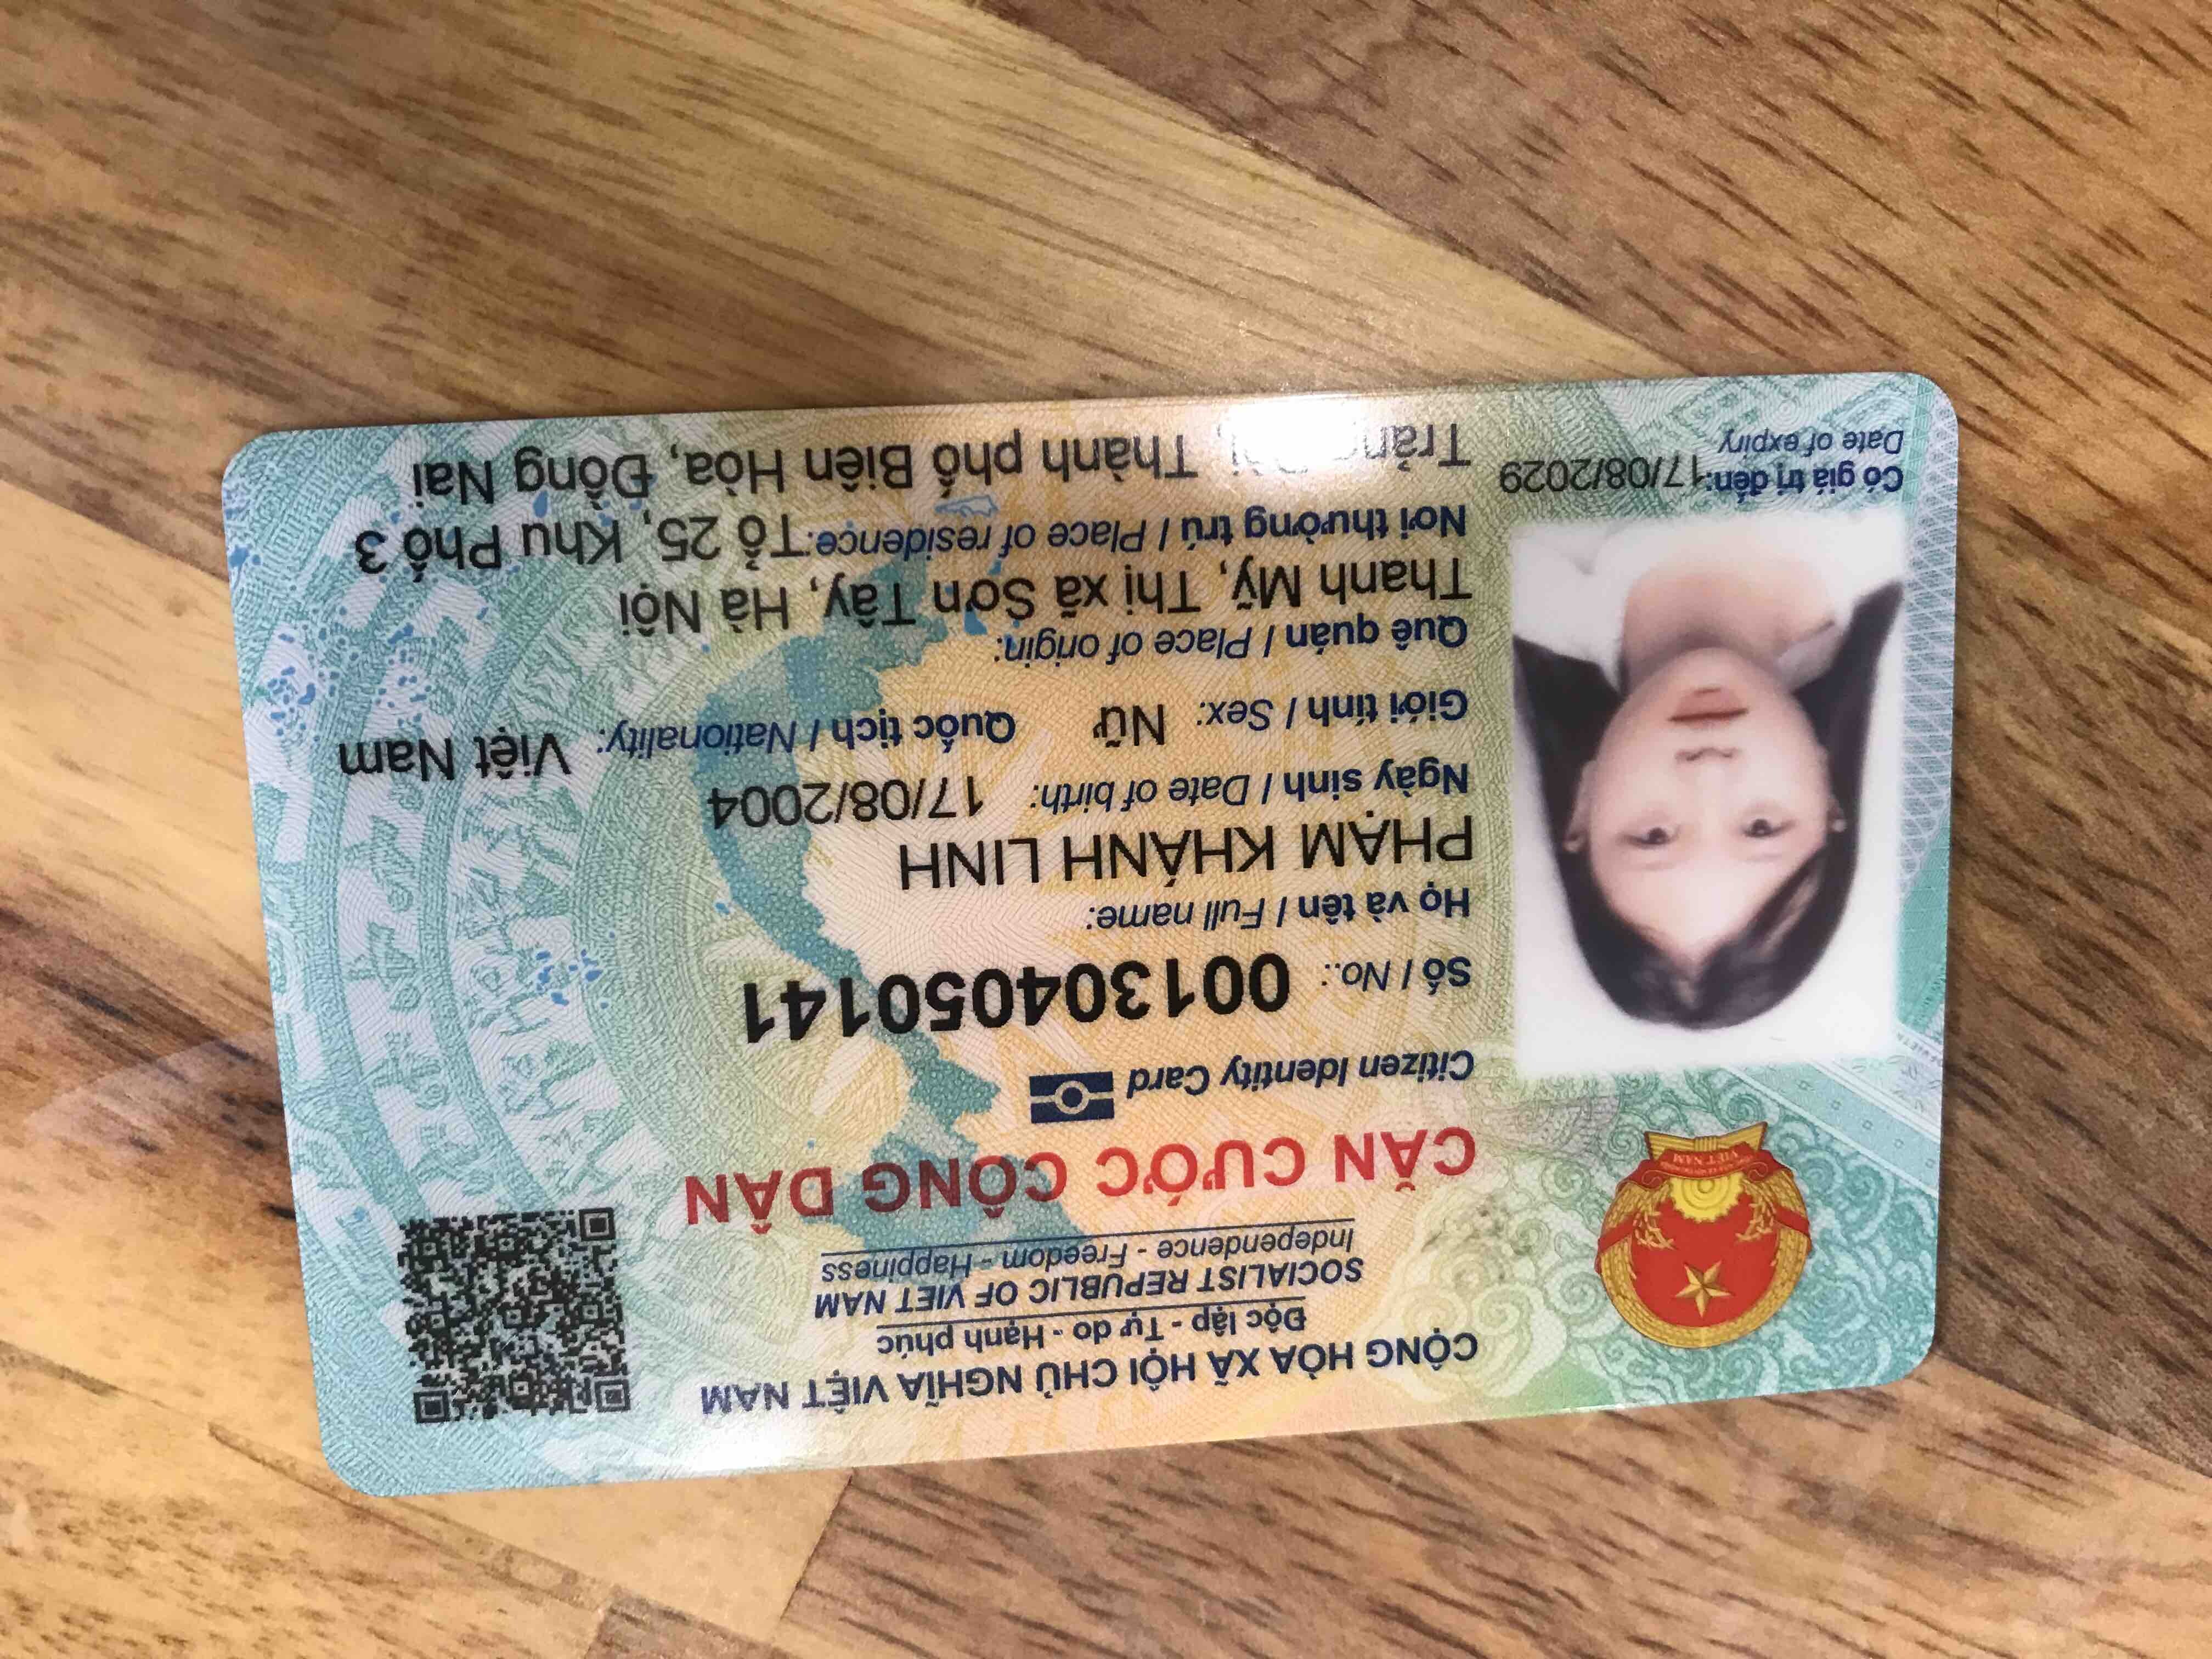 CỘNG HÒA XÃ HỘI CHỦ NGHĨA VIỆT NAM
Độc lập - Tự do - Hạnh phúc
SOCIALIST REPUBLIC OF VIET NAM
Independence - Freedom - Happiness
CĂN CƯỚC CÔNG DÂN
Citizen Identity Card
Số / No.: 001304050141
Họ và tên / Full name:
PHẠM KHÁNH LINH
Ngày sinh / Date of birth: 17/08/2004
Giới tính / Sex: Nữ Quốc tịch / Nationality: Việt Nam
Quê quán / Place of origin:
Thanh Mỹ, Thị xã Sơn Tây, Hà Nội
Nơi thường trú / Place of residence: Tổ 25, Khu Phố 3
Thành phố Biên Hòa, Đồng Nai
Có giá trị đến: 17/08/2029
Date of expiry
VIỆT NAM